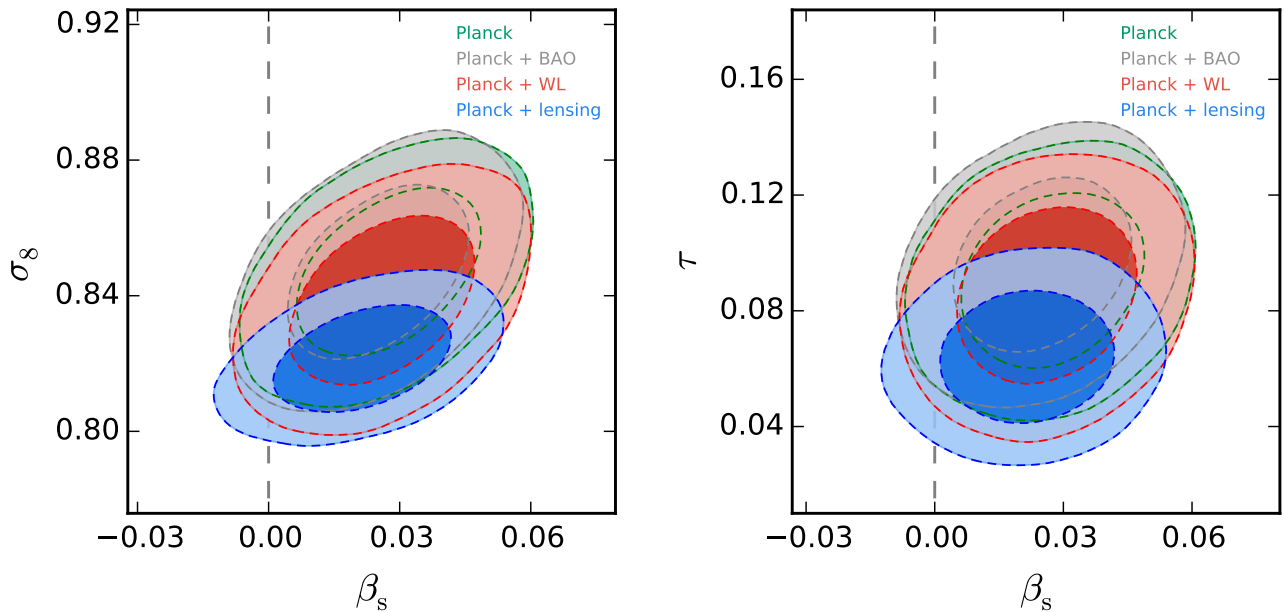 0.92
0.88
0.84
0.80
σ8
Planck
Planck + BAO
Planck + WL
Planck + lensing
−0.03 0.00 0.03 0.06
βs
0.16
0.12
0.08
0.04
τ
Planck
Planck + BAO
Planck + WL
Planck + lensing
−0.03 0.00 0.03 0.06
βs